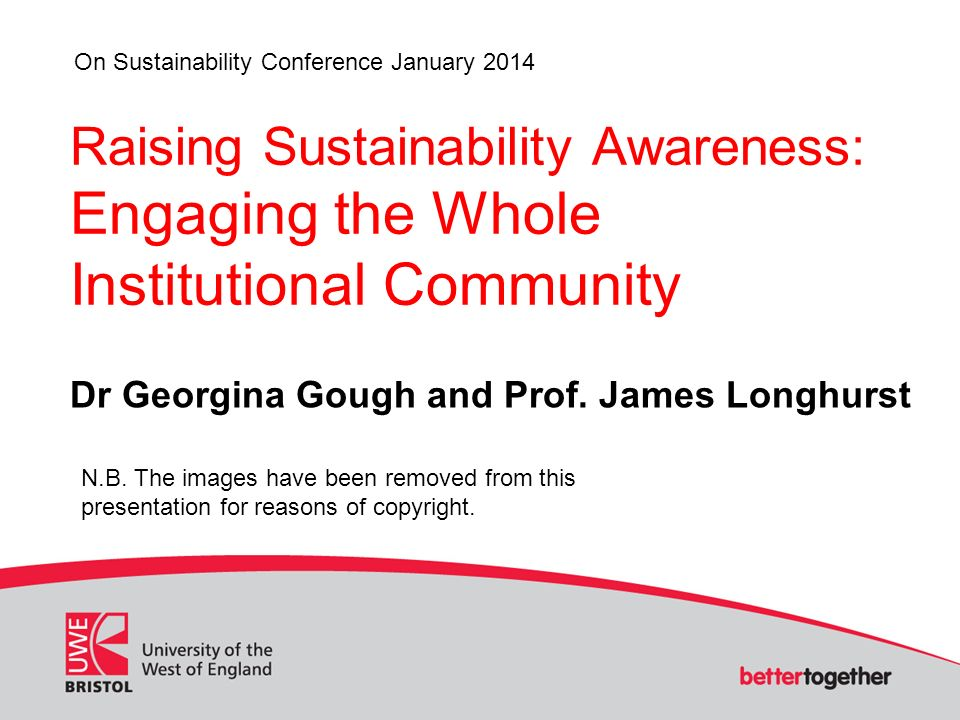 On Sustainability Conference January 2014
Raising Sustainability Awareness:
Engaging the Whole
Institutional Community
Dr Georgina Gough and Prof. James Longhurst
N.B. The images have been removed from this
presentation for reasons of copyright.
UWE
BRISTOL
University of the
West of England
bettertogether